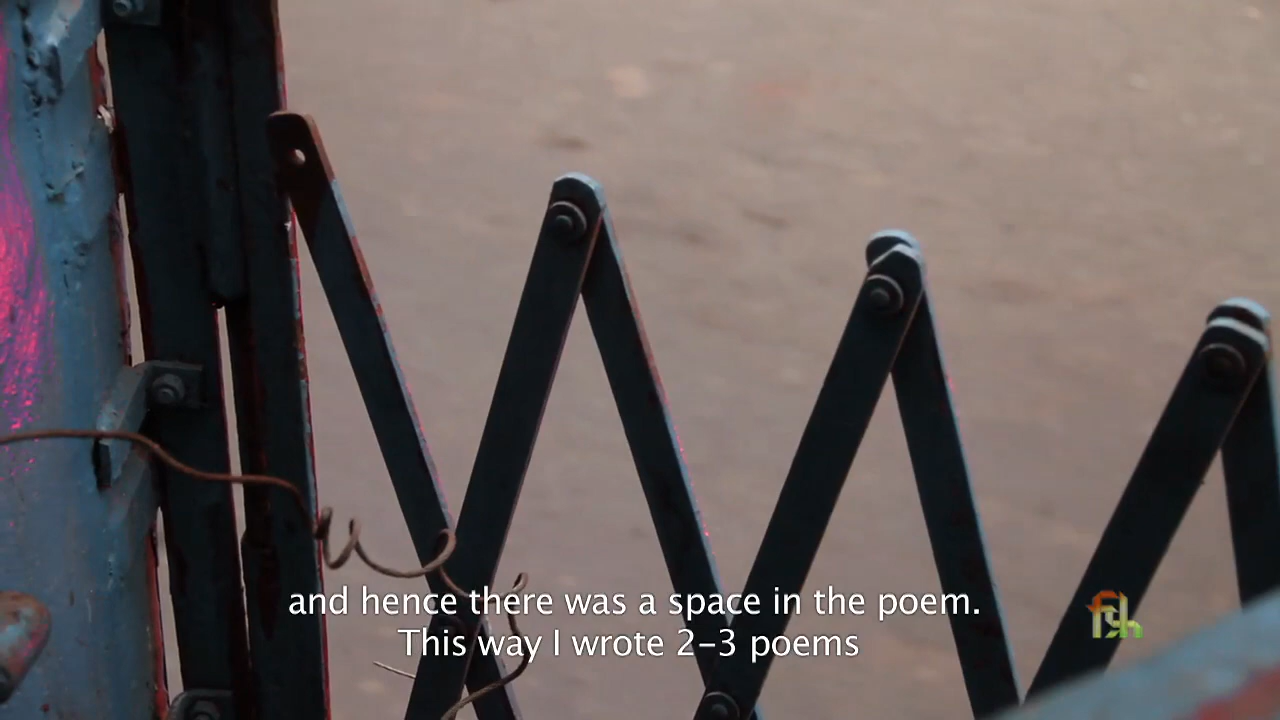 and hence there was a space in the poem.
This way I wrote 2–3 poems